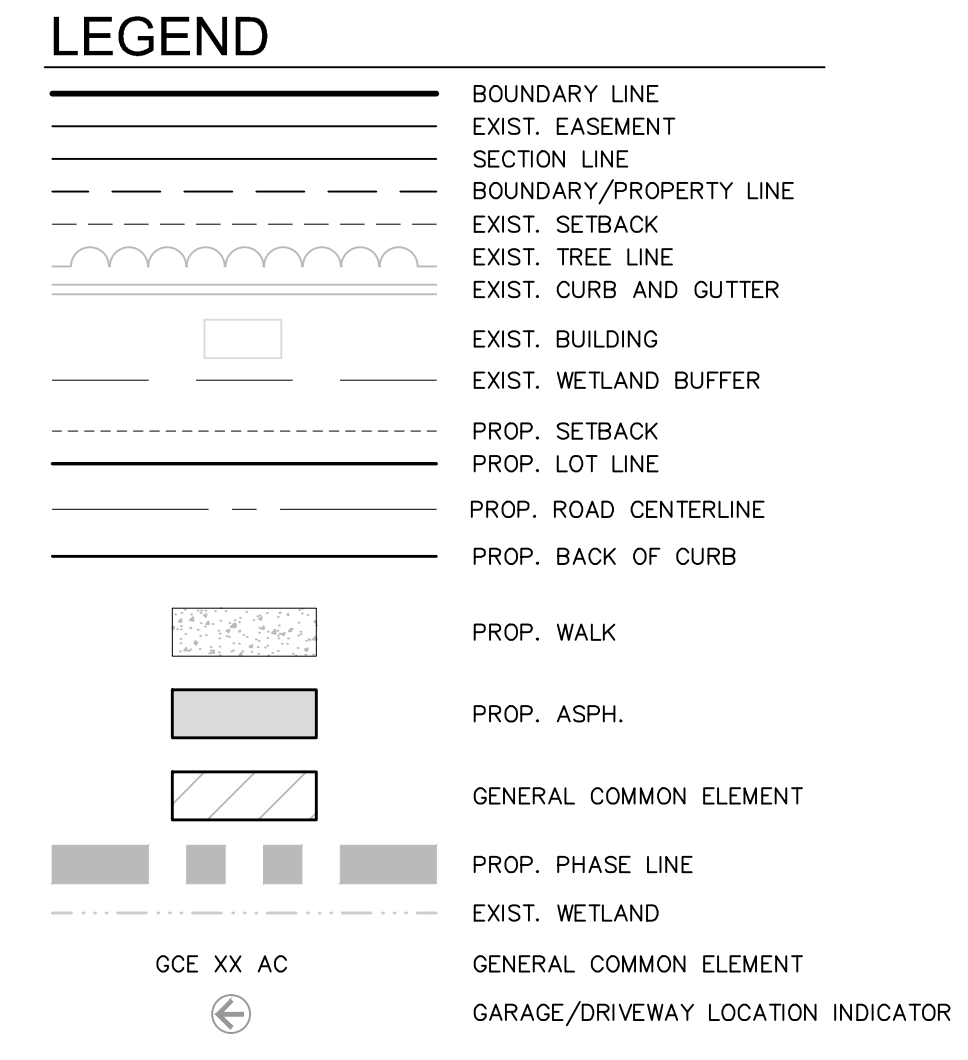 LEGEND
BOUNDARY LINE
EXIST. EASEMENT
SECTION LINE
BOUNDARY/PROPERTY LINE
EXIST. SETBACK
EXIST. TREE LINE
EXIST. CURB AND GUTTER
EXIST. BUILDING
EXIST. WETLAND BUFFER
PROP. SETBACK
PROP. LOT LINE
PROP. ROAD CENTERLINE
PROP. BACK OF CURB
PROP. WALK
PROP. ASPH.
GENERAL COMMON ELEMENT
PROP. PHASE LINE
EXIST. WETLAND
GCE XX AC GENERAL COMMON ELEMENT
GARAGE/DRIVEWAY LOCATION INDICATOR